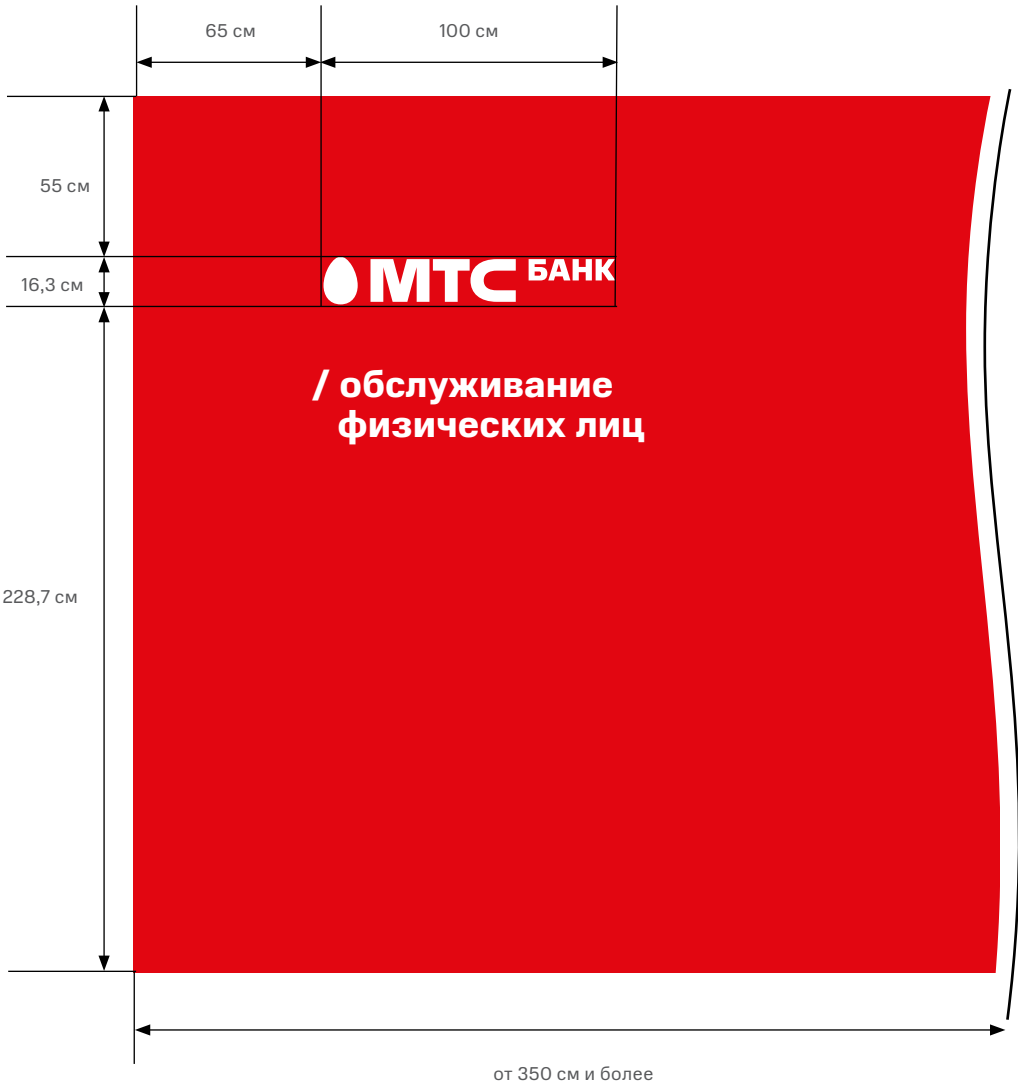 65 см
100 см
55 см
16,3 см
МТС БАНК
/ обслуживание
физических лиц
228,7 см
от 350 см и более